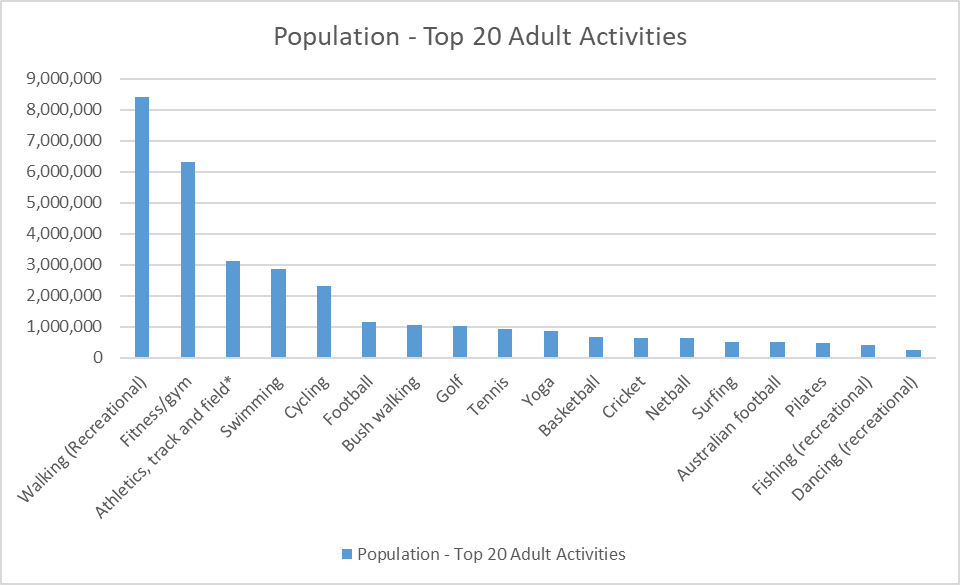 Population - Top 20 Adult Activities
9,000,000
8,000,000
7,000,000
6,000,000
5,000,000
4,000,000
3,000,000
2,000,000
1,000,000
0
Walking (Recreational)
Fitness/gym
Athletics, track and field*
Swimming
Cycling
Football
Bush walking
Golf
Tennis
Yoga
Basketball
Cricket
Netball
Surfing
Australian football
Pilates
Fishing (recreational)
Dancing (recreational)
Population - Top 20 Adult Activities